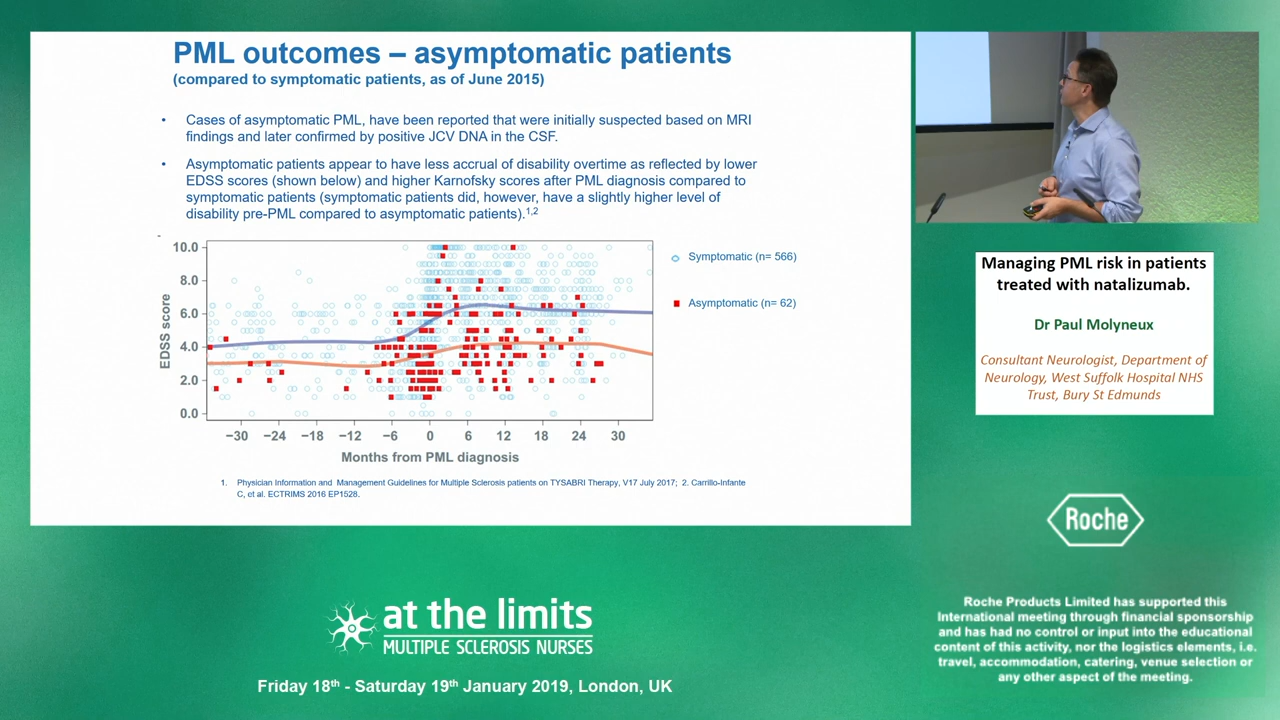 PML outcomes – asymptomatic patients
(compared to symptomatic patients, as of June 2015)
• Cases of asymptomatic PML, have been reported that were initially suspected based on MRI
findings and later confirmed by positive JCV DNA in the CSF.
• Asymptomatic patients appear to have less accrual of disability overtime as reflected by lower
EDSS scores (shown below) and higher Karnofsky scores after PML diagnosis compared to
symptomatic patients (symptomatic patients did, however, have a slightly higher level of
disability pre-PML compared to asymptomatic patients).1,2
10.0
8.0
6.0
4.0
2.0
0.0
EDSS score
−30 −24 −18 −12 −6 0 6 12 18 24 30
Months from PML diagnosis
Symptomatic (n= 566)
Asymptomatic (n= 62)
1. Physician Information and Management Guidelines for Multiple Sclerosis patients on TYSABRI Therapy, V17 July 2017; 2. Carrillo-Infante
C, et al. ECTRIMS 2016 EP1528.
Managing PML risk in patients
treated with natalizumab.
Dr Paul Molyneux
Consultant Neurologist, Department of
Neurology, West Suffolk Hospital NHS
Trust, Bury St Edmunds
Roche
Roche Products Limited has supported this
International meeting through financial sponsorship
and has had no control or input into the educational
content of this activity, nor the logistics elements, i.e.
travel, accommodation, catering, venue selection or
any other aspect of the meeting.
at the limits
MULTIPLE SCLEROSIS NURSES
Friday 18th - Saturday 19th January 2019, London, UK